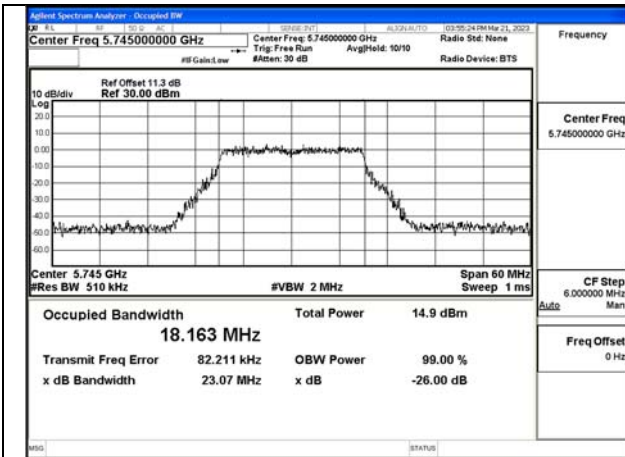 Agilent Spectrum Analyzer - Occupied BW
RL RF 50 Ω AC SENSE:INT ALIGNAUTO 03:55:24 PM Mar 21, 2023
Center Freq 5.745000000 GHz
Center Freq: 5.745000000 GHz
Radio Std: None
Trig: Free Run Avg|Hold: 10/10
#IFGain:Low #Atten: 30 dB Radio Device: BTS
Frequency
Ref Offset 11.3 dB
10 dB/div Ref 30.00 dBm
Log
20.0
10.0
0.00
-10.0
-20.0
-30.0
-40.0
-50.0
-60.0
Center Freq
5.745000000 GHz
Center 5.745 GHz Span 60 MHz
#Res BW 510 kHz #VBW 2 MHz Sweep 1 ms
CF Step
6.000000 MHz
Auto Man
Occupied Bandwidth Total Power 14.9 dBm
18.163 MHz
Transmit Freq Error 82.211 kHz OBW Power 99.00 %
x dB Bandwidth 23.07 MHz x dB -26.00 dB
Freq Offset
0 Hz
MSG STATUS